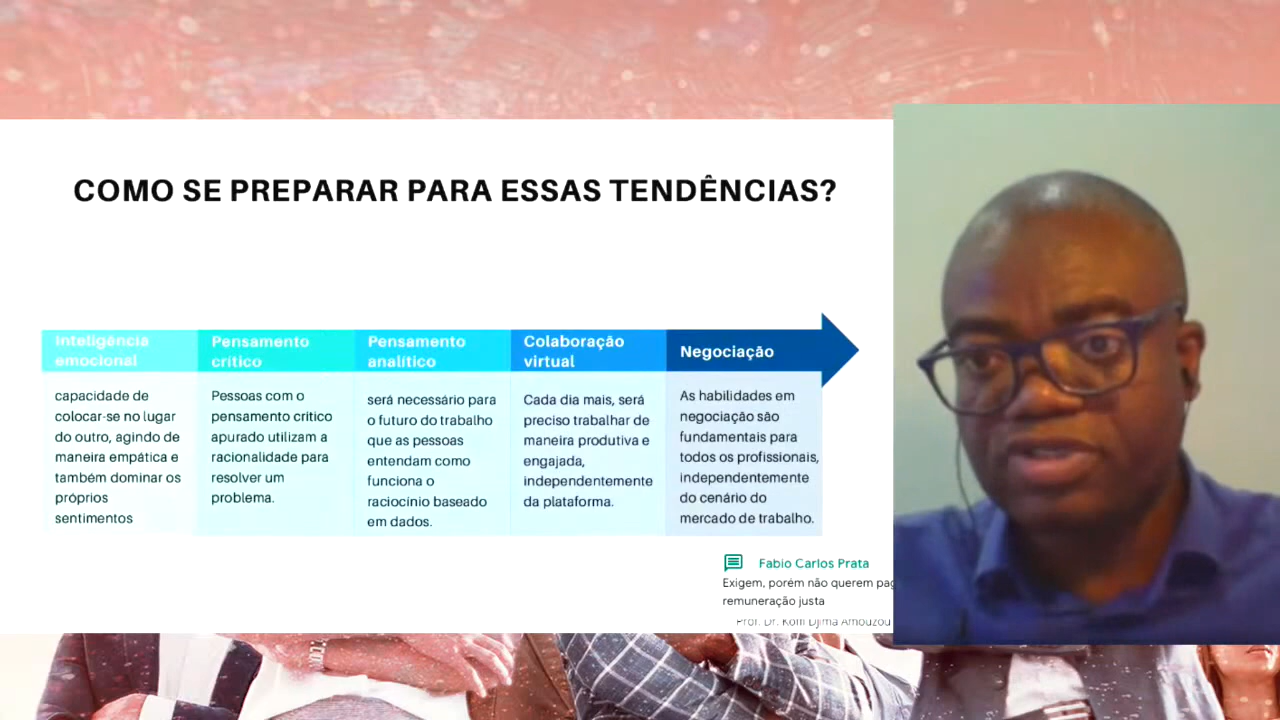 COMO SE PREPARAR PARA ESSAS TENDÊNCIAS?
Inteligência
emocional
capacidade de
colocar-se no lugar
do outro, agindo de
maneira empática e
também dominar os
próprios
sentimentos
Pensamento
crítico
Pessoas com o
pensamento crítico
apurado utilizam a
racionalidade para
resolver um
problema.
Pensamento
analítico
será necessário para
o futuro do trabalho
que as pessoas
entendam como
funciona o
raciocínio baseado
em dados.
Colaboração
virtual
Cada dia mais, será
preciso trabalhar de
maneira produtiva e
engajada,
independentemente
da plataforma.
Negociação
As habilidades em
negociação são
fundamentais para
todos os profissionais,
independentemente
do cenário do
mercado de trabalho.
Fabio Carlos Prata
Exigem, porém não querem pag
remuneração justa
Prof. Dr. Koffi Djima Amouzou